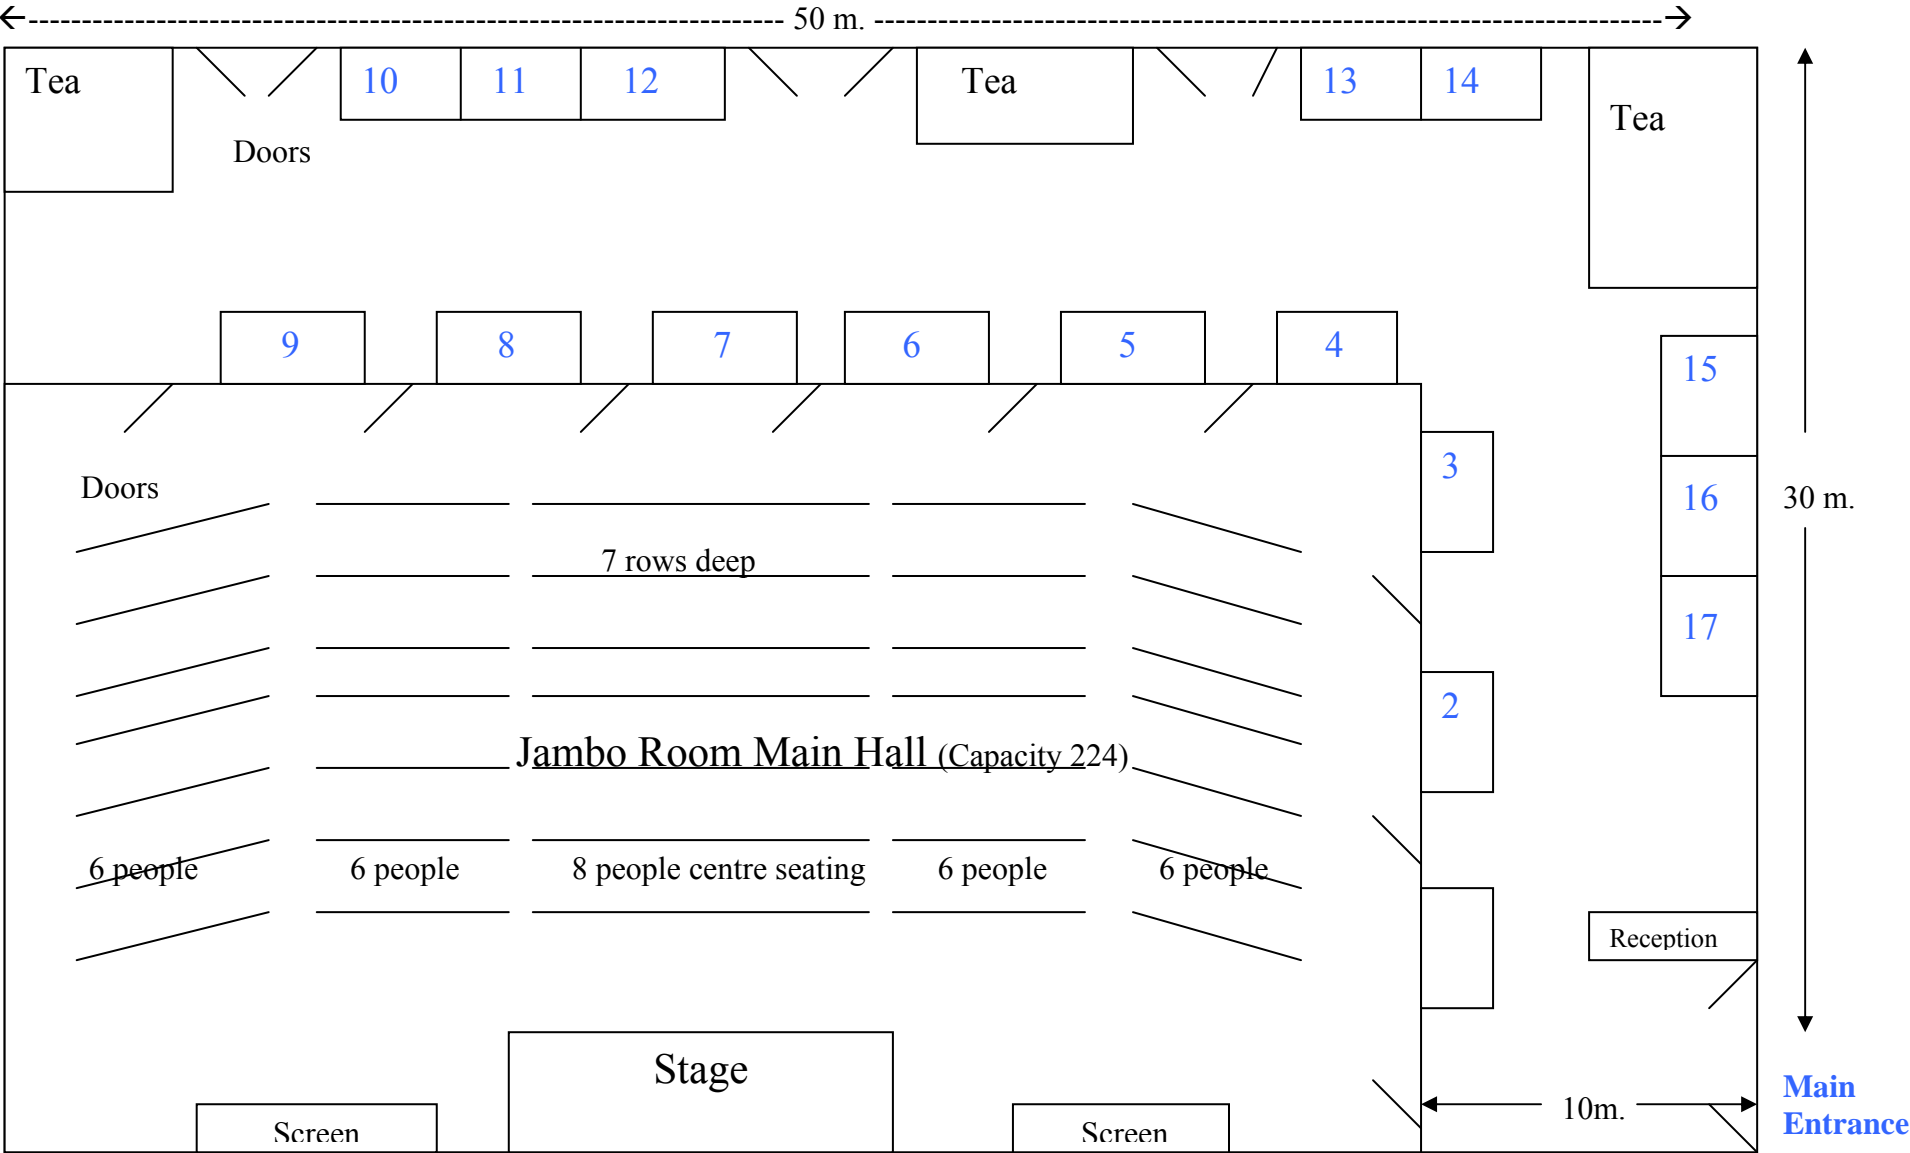 50 m.
Tea 10 11 12 Tea 13 14 Tea
Doors
9 8 7 6 5 4
15
3
Doors
16 30 m.
7 rows deep
17
2
Jambo Room Main Hall (Capacity 224)
6 people 6 people 8 people centre seating 6 people 6 people
Reception
Stage
Main
Entrance
10m.
Screen Screen